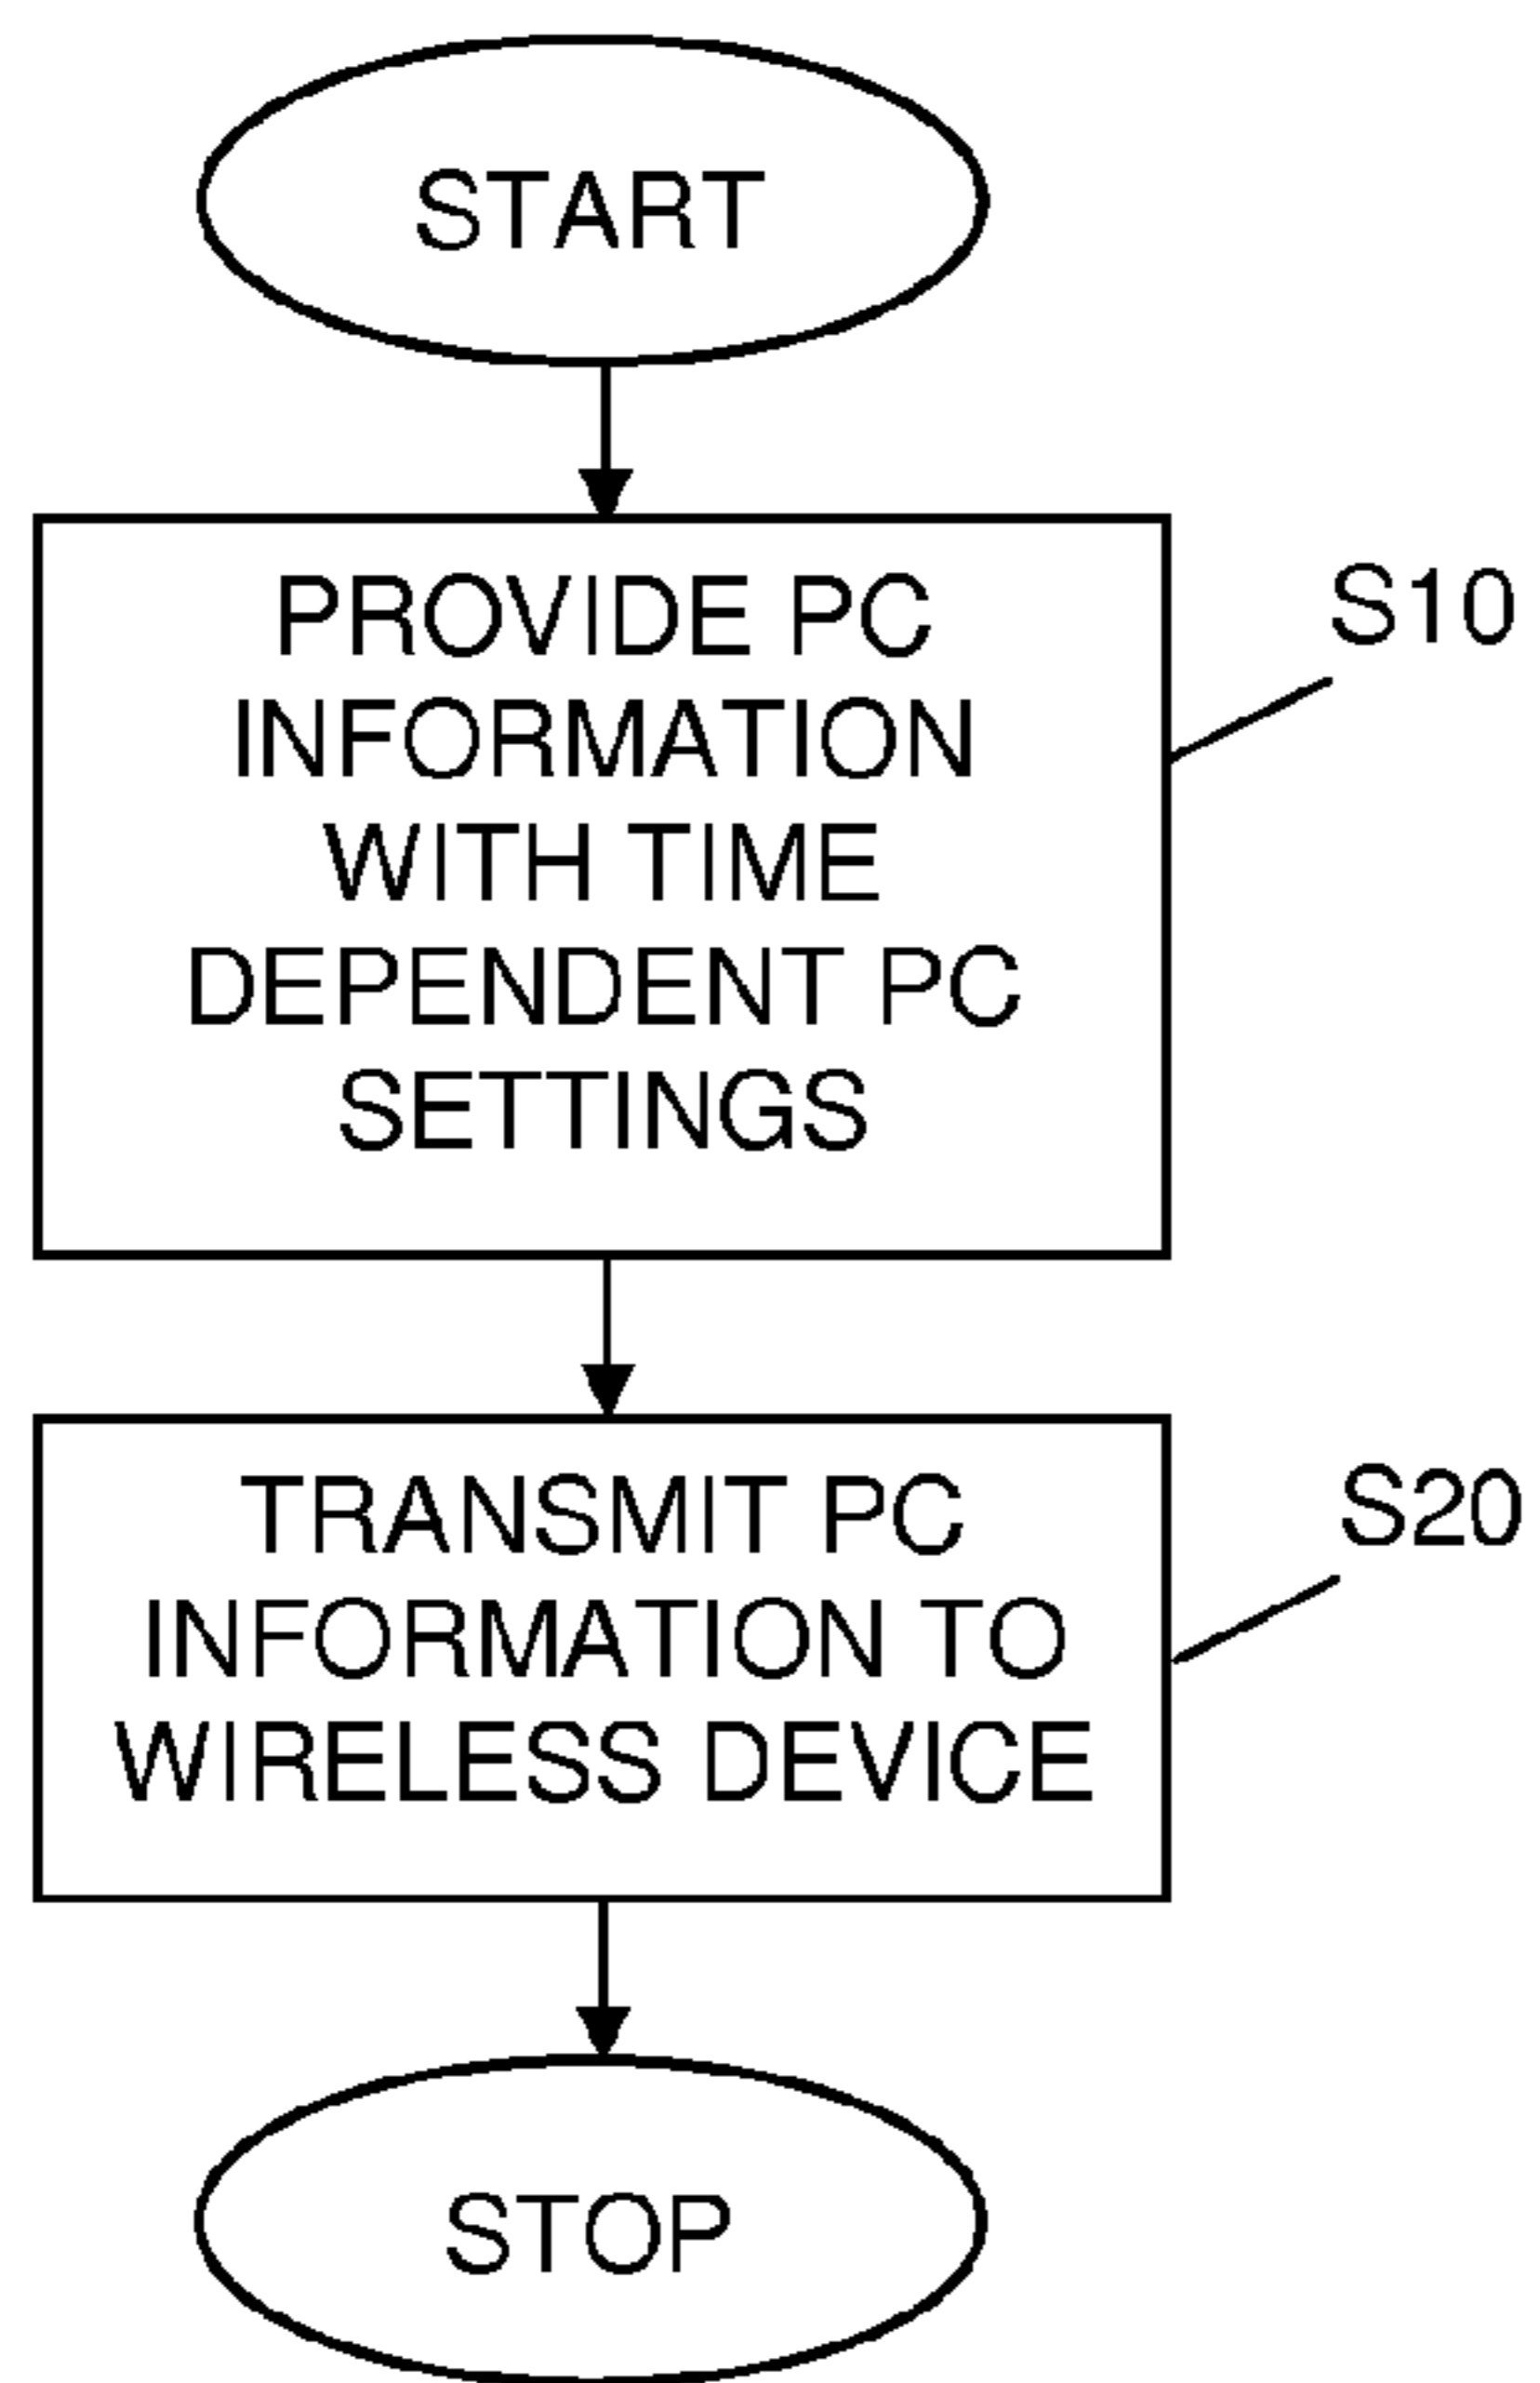 START
PROVIDE PC
INFORMATION
WITH TIME
DEPENDENT PC
SETTINGS
S10
TRANSMIT PC
INFORMATION TO
WIRELESS DEVICE
S20
STOP